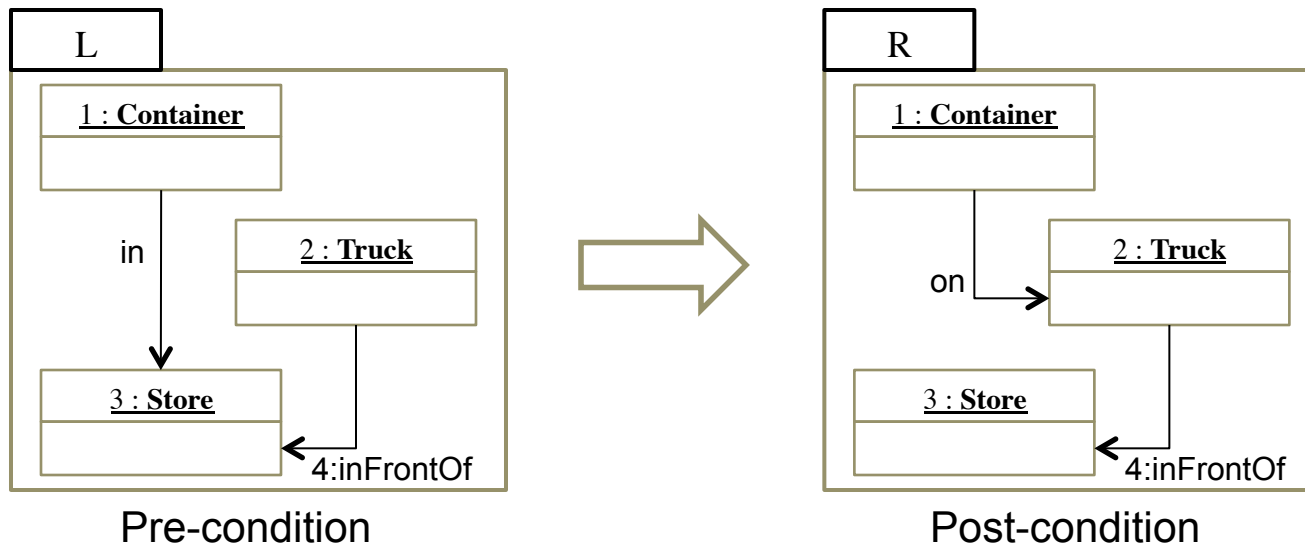 L
1 : Container
in
2 : Truck
3 : Store
4:inFrontOf
Pre-condition
R
1 : Container
2 : Truck
on
3 : Store
4:inFrontOf
Post-condition